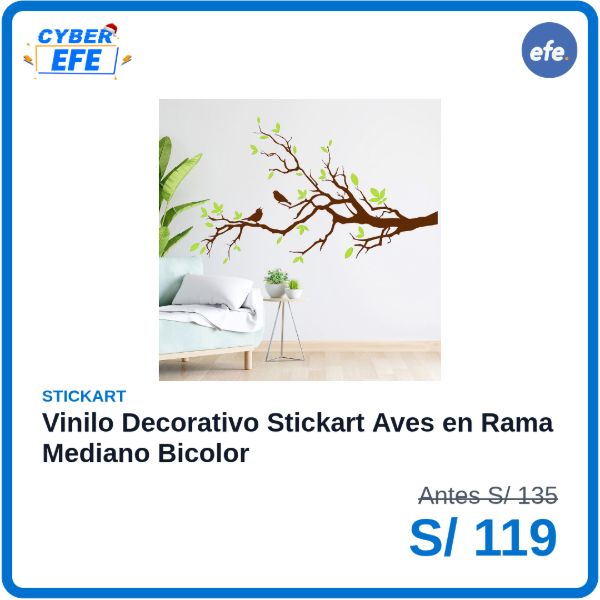 CYBER
EFE
efe.
STICKART
Vinilo Decorativo Stickart Aves en Rama
Mediano Bicolor
Antes S/ 135
S/ 119